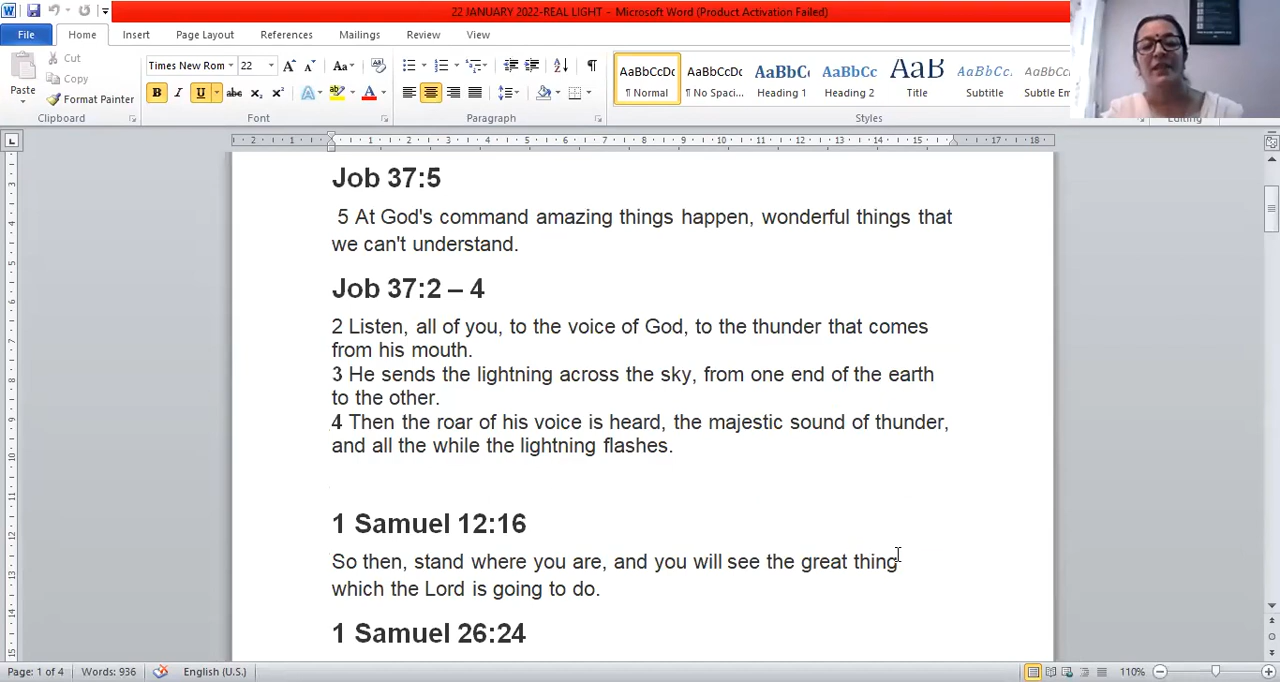 22 JANUARY 2022-REAL LIGHT - Microsoft Word (Product Activation Failed)
File Home Insert Page Layout References Mailings Review View
Cut
Copy
Paste
Format Painter
Times New Rom 22
AaBbCcDc AaBbCcDc AaBbC AaBbCc AaB AaBbCc. AaBbCc
¶ Normal ¶ No Spaci... Heading 1 Heading 2 Title Subtitle Subtle Em
Clipboard Font Paragraph Styles Editing
Job 37:5
5 At God's command amazing things happen, wonderful things that
we can't understand.
Job 37:2 – 4
2 Listen, all of you, to the voice of God, to the thunder that comes
from his mouth.
3 He sends the lightning across the sky, from one end of the earth
to the other.
4 Then the roar of his voice is heard, the majestic sound of thunder,
and all the while the lightning flashes.
1 Samuel 12:16
So then, stand where you are, and you will see the great thing
which the Lord is going to do.
1 Samuel 26:24
Page: 1 of 4 Words: 936 English (U.S.) 110%